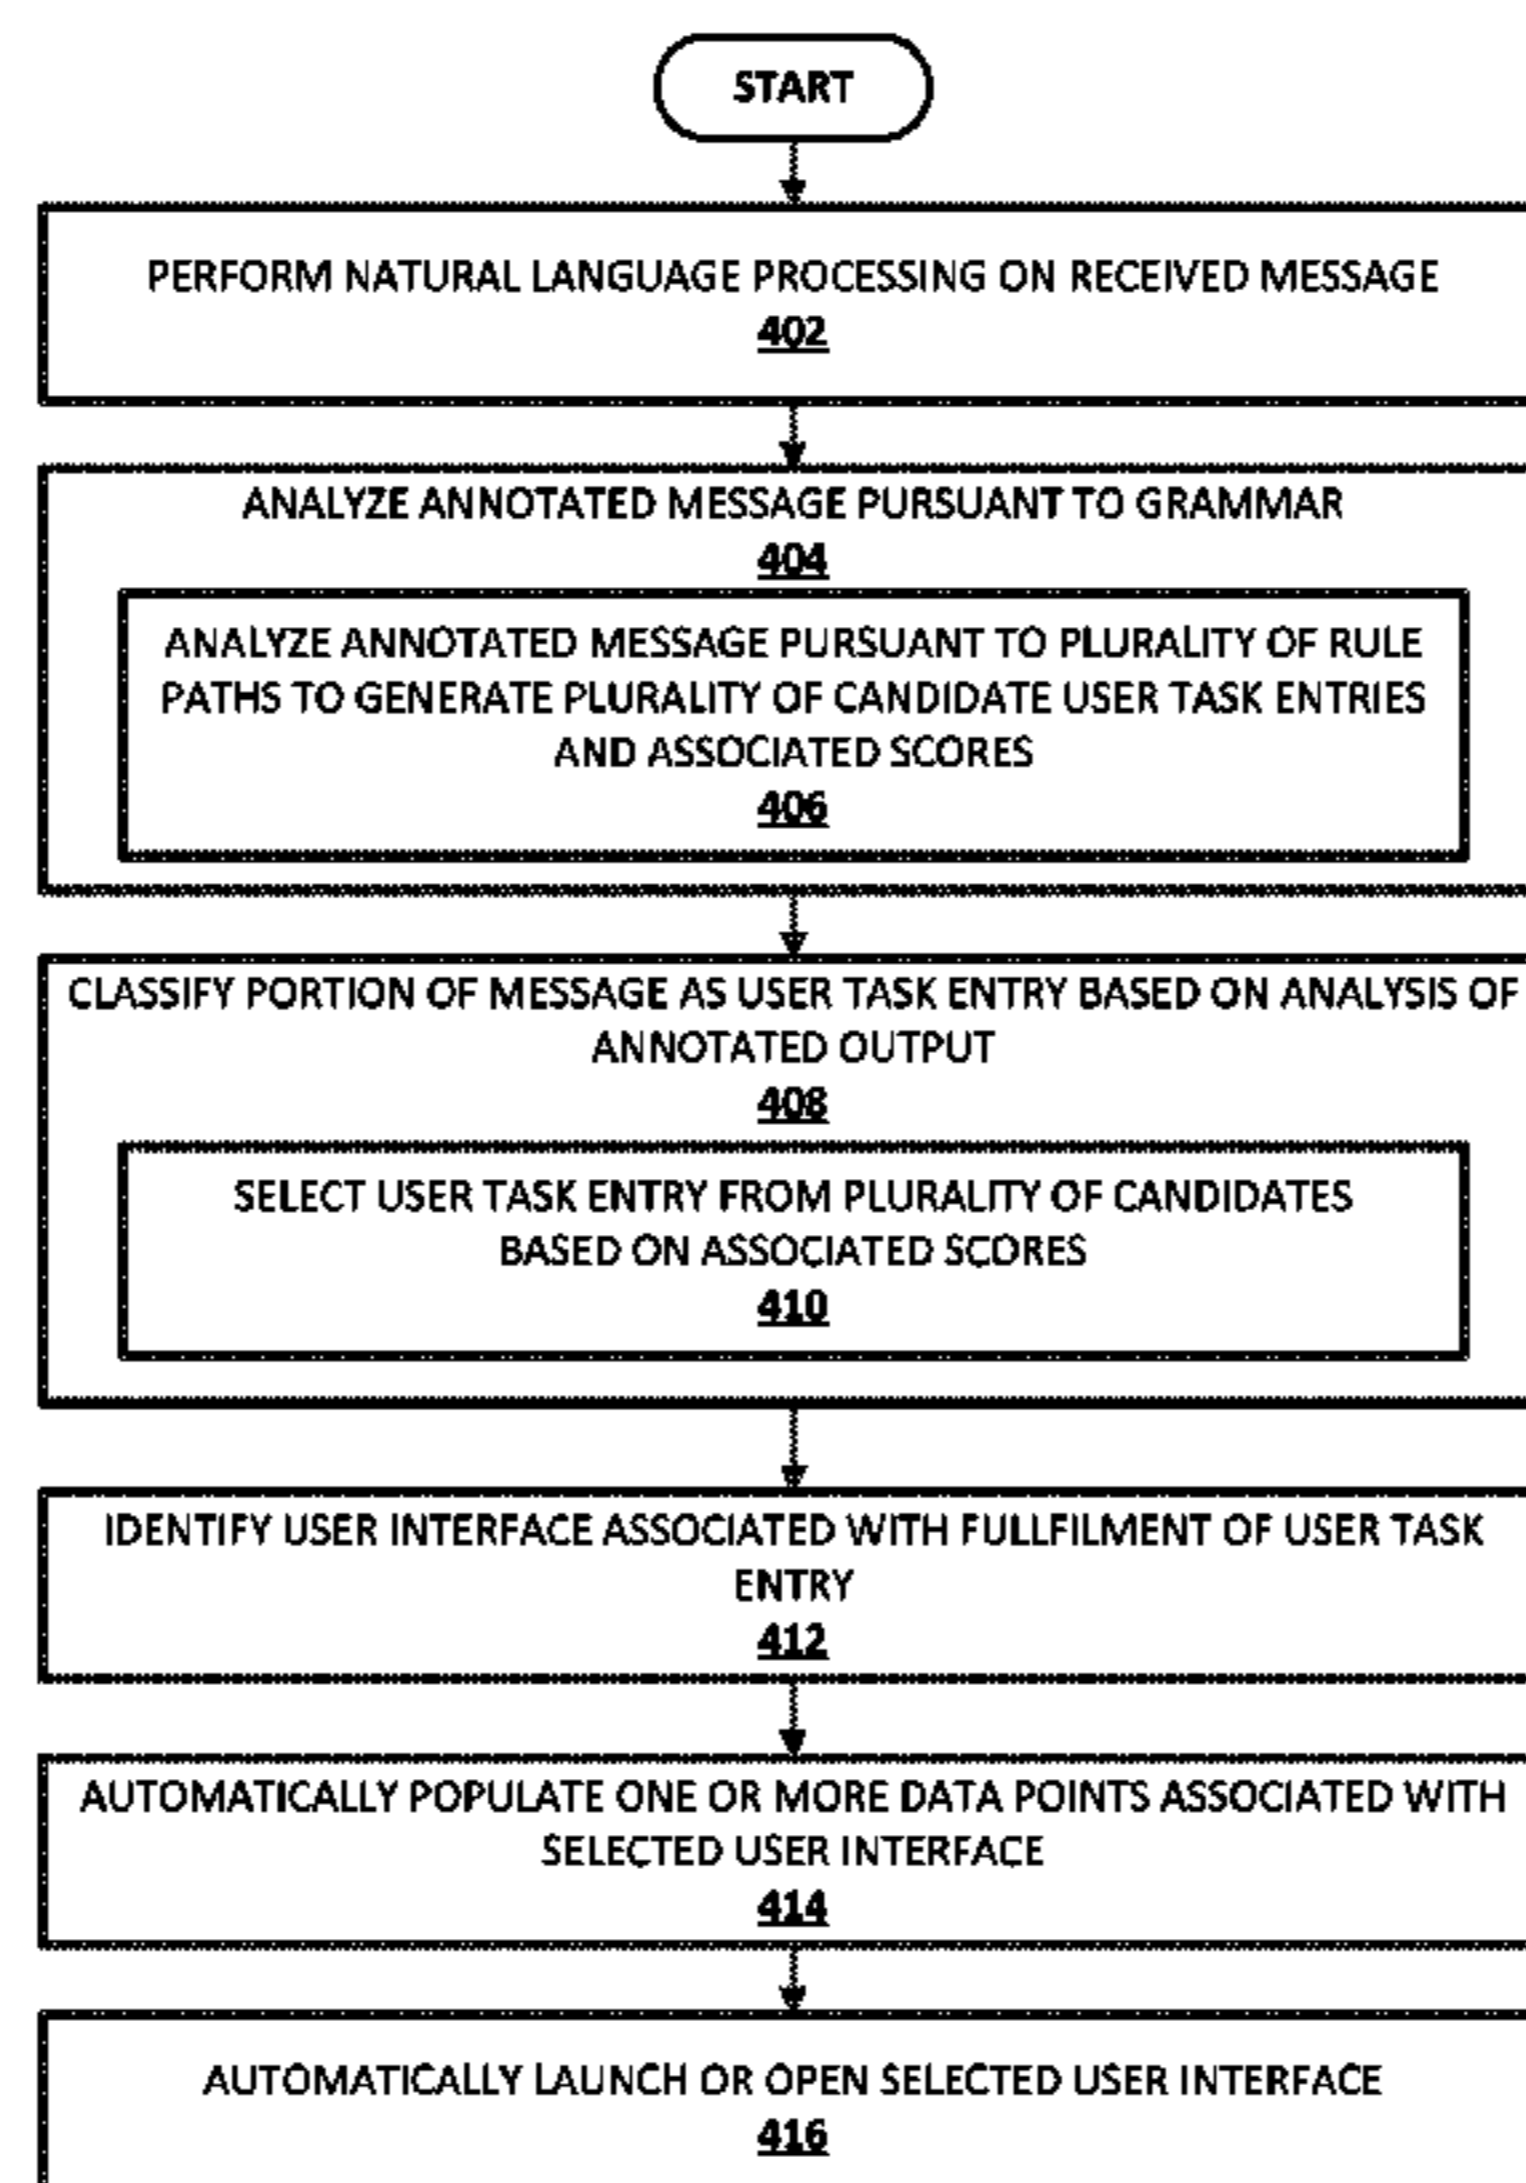 START
PERFORM NATURAL LANGUAGE PROCESSING ON RECEIVED MESSAGE
402
ANALYZE ANNOTATED MESSAGE PURSUANT TO GRAMMAR
404
ANALYZE ANNOTATED MESSAGE PURSUANT TO PLURALITY OF RULE
PATHS TO GENERATE PLURALITY OF CANDIDATE USER TASK ENTRIES
AND ASSOCIATED SCORES
406
CLASSIFY PORTION OF MESSAGE AS USER TASK ENTRY BASED ON ANALYSIS OF
ANNOTATED OUTPUT
408
SELECT USER TASK ENTRY FROM PLURALITY OF CANDIDATES
BASED ON ASSOCIATED SCORES
410
IDENTIFY USER INTERFACE ASSOCIATED WITH FULLFILMENT OF USER TASK
ENTRY
412
AUTOMATICALLY POPULATE ONE OR MORE DATA POINTS ASSOCIATED WITH
SELECTED USER INTERFACE
414
AUTOMATICALLY LAUNCH OR OPEN SELECTED USER INTERFACE
416